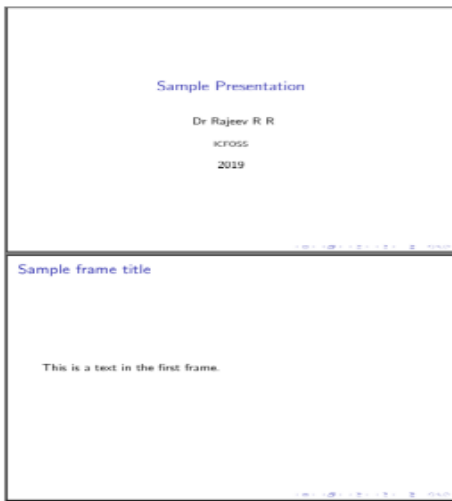 Sample Presentation
Dr Rajeev R R
ICFOSS
2019
Sample frame title
This is a text in the first frame.